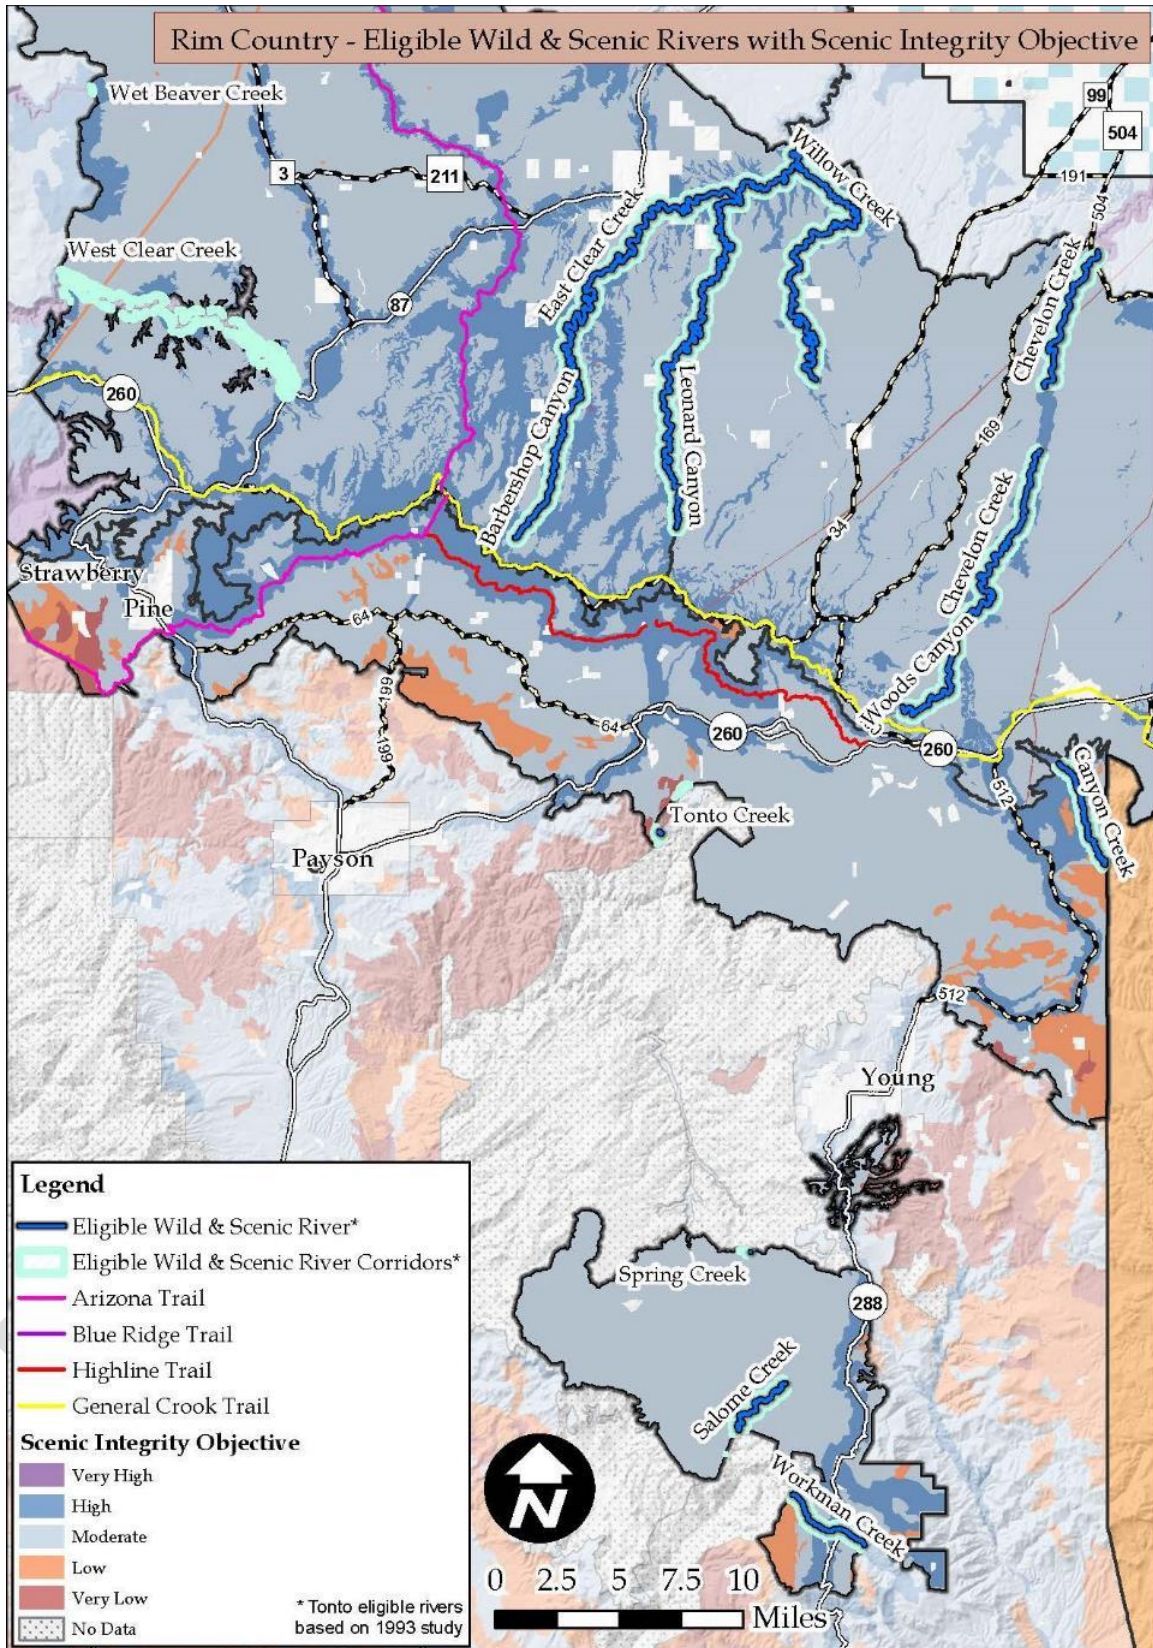 Rim Country - Eligible Wild & Scenic Rivers with Scenic Integrity Objective
Wet Beaver Creek
99
504
3
211
Willow Creek
191
504
West Clear Creek
East Clear Creek
87
Chevelon Creek
260
Barbershop Canyon
Leonard Canyon
169
34
Chevelon Creek
Strawberry
Pine
64
Woods Canyon
199
64
260
260
199
512
Canyon Creek
Tonto Creek
Payson
512
Young
Spring Creek
288
Salome Creek
Workman Creek
Legend
Eligible Wild & Scenic River*
Eligible Wild & Scenic River Corridors*
Arizona Trail
Blue Ridge Trail
Highline Trail
General Crook Trail
Scenic Integrity Objective
Very High
High
Moderate
Low
Very Low
No Data
* Tonto eligible rivers
based on 1993 study
N
0 2.5 5 7.5 10
Miles